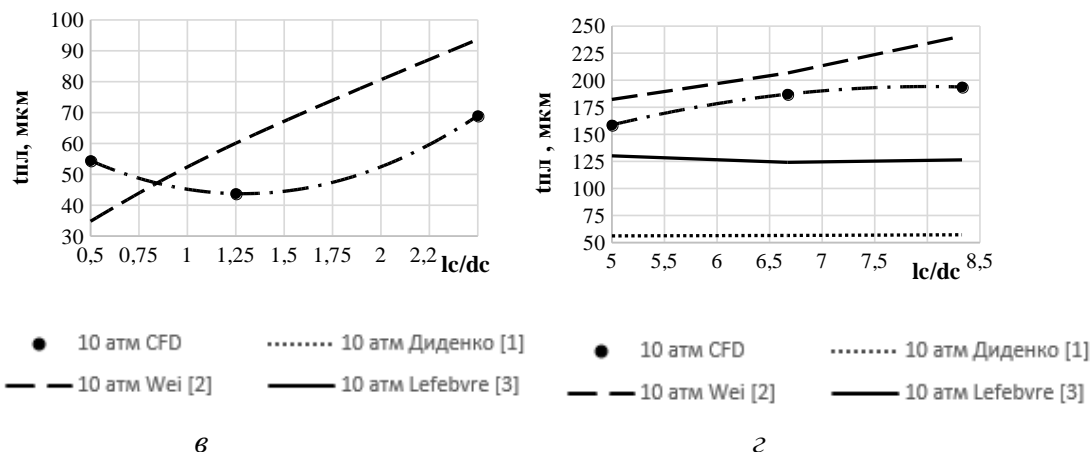 100
90
80
70
60
50
40
30
0,5 0,75 1 1,25 1,5 1,75 2 2,2 lc/dc
tпл, мкм
10 атм CFD
10 атм Диденко [1]
10 атм Wei [2]
10 атм Lefebvre [3]
в
250
225
200
175
150
125
100
75
50
5 5,5 6 6,5 7 7,5 8 8,5
lc/dc
tпл , мкм
10 атм CFD
10 атм Диденко [1]
10 атм Wei [2]
10 атм Lefebvre [3]
г